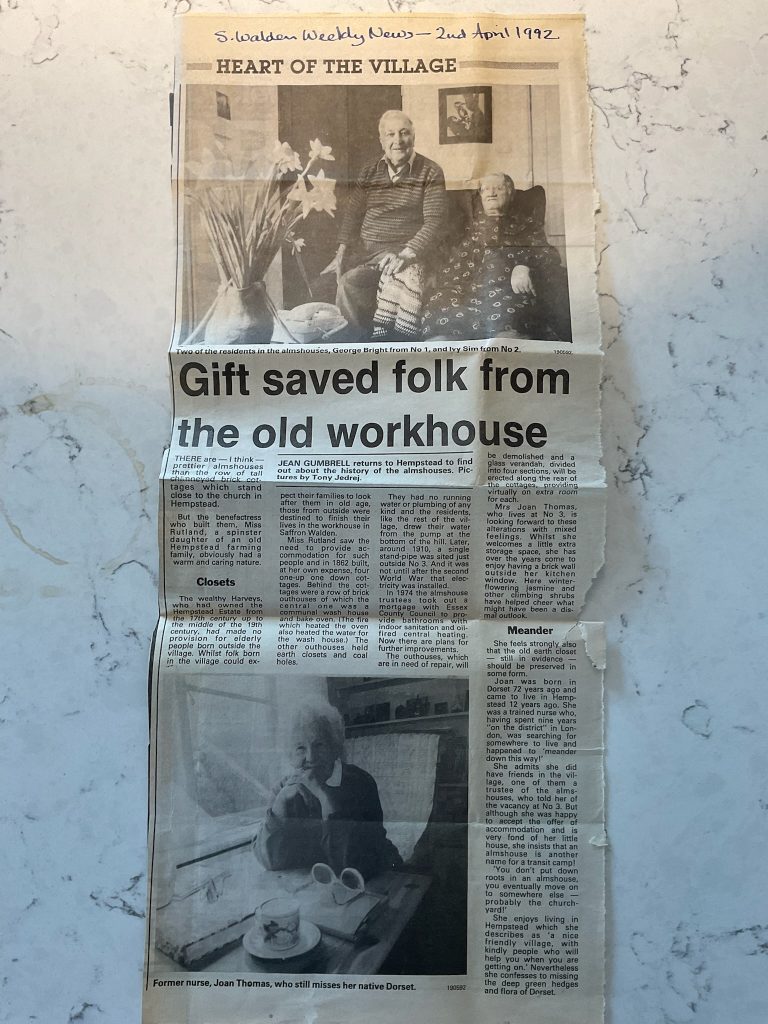 S. Walden Weekly News — 2nd April 1992
HEART OF THE VILLAGE
Two of the residents in the almshouses, George Bright from No 1, and Ivy Sim from No 2.
190592
Gift saved folk from
the old workhouse
THERE are — I think —
prettier almshouses
than the row of tall
chimneyed brick cot-
tages which stand
close to the church in
Hempstead.
But the benefactress
who built them, Miss
Rutland, a spinster
daughter of an old
Hempstead farming
family, obviously had a
warm and caring nature.
Closets
The wealthy Harveys,
who had owned the
Hempstead Estate from
the 17th century up to
the middle of the 19th
century, had made no
provision for elderly
people born outside the
village. Whilst folk born
in the village could ex-
JEAN GUMBRELL returns to Hempstead to find
out about the history of the almshouses. Pic-
tures by Tony Jedrej.
pect their families to look
after them in old age,
those from outside were
destined to finish their
lives in the workhouse in
Saffron Walden.
Miss Rutland saw the
need to provide accom-
modation for such people
and in 1862 built,
at her own expense, four
one-up one down cot-
tages. Behind the cot-
tages were a row of brick
outhouses of which the
central one was a
communal wash house
and bake oven. (The fire
which heated the oven
also heated the water for
the wash house.) The
other outhouses held
earth closets and coal
holes.
They had no running
water or plumbing of any
kind and the residents,
like the rest of the vil-
lage, drew their water
from the pump at the
bottom of the hill. Later,
around 1910, a single
stand-pipe was sited just
outside No 3. And it was
not until after the second
World War that elec-
tricity was installed.
In 1974 the almshouse
trustees took out a
mortgage with Essex
County Council to pro-
vide bathrooms with
indoor sanitation and oil
fired central heating.
Now there are plans for
further improvements.
The outhouses, which
are in need of repair, will
be demolished and a
glass verandah, divided
into four sections, will be
erected along the rear of
the cottages, providing
virtually on extra room
for each.
Mrs Joan Thomas,
who lives at No 3, is
looking forward to these
alterations with mixed
feelings. Whilst she
welcomes a little extra
storage space, she has
over the years come to
enjoy having a brick wall
outside her kitchen
window. Here winter-
flowering jasmine and
other climbing shrubs
have helped cheer what
might have been a dis-
mal outlook.
Meander
She feels strongly also
that the old earth closet
— still in evidence —
should be preserved in
some form.
Joan was born in
Dorset 72 years ago and
came to live in Hemp-
stead 12 years ago. She
was a trained nurse who,
having spent nine years
"on the district" in Lon-
don, was searching for
somewhere to live and
happened to 'meander
down this way!'
She admits she did
have friends in the vil-
lage, one of them a
trustee of the alms-
houses, who told her of
the vacancy at No 3. But
although she was happy
to accept the offer of
accommodation and is
very fond of her little
house, she insists that an
almshouse is another
name for a transit camp!
'You don't put down
roots in an almshouse,
you eventually move on
to somewhere else —
probably the church-
yard!'
She enjoys living in
Hempstead which she
describes as 'a nice
friendly village, with
kindly people who will
help you when you are
getting on.' Nevertheless
she confesses to missing
the deep green hedges
and flora of Dorset.
Former nurse, Joan Thomas, who still misses her native Dorset.
190592